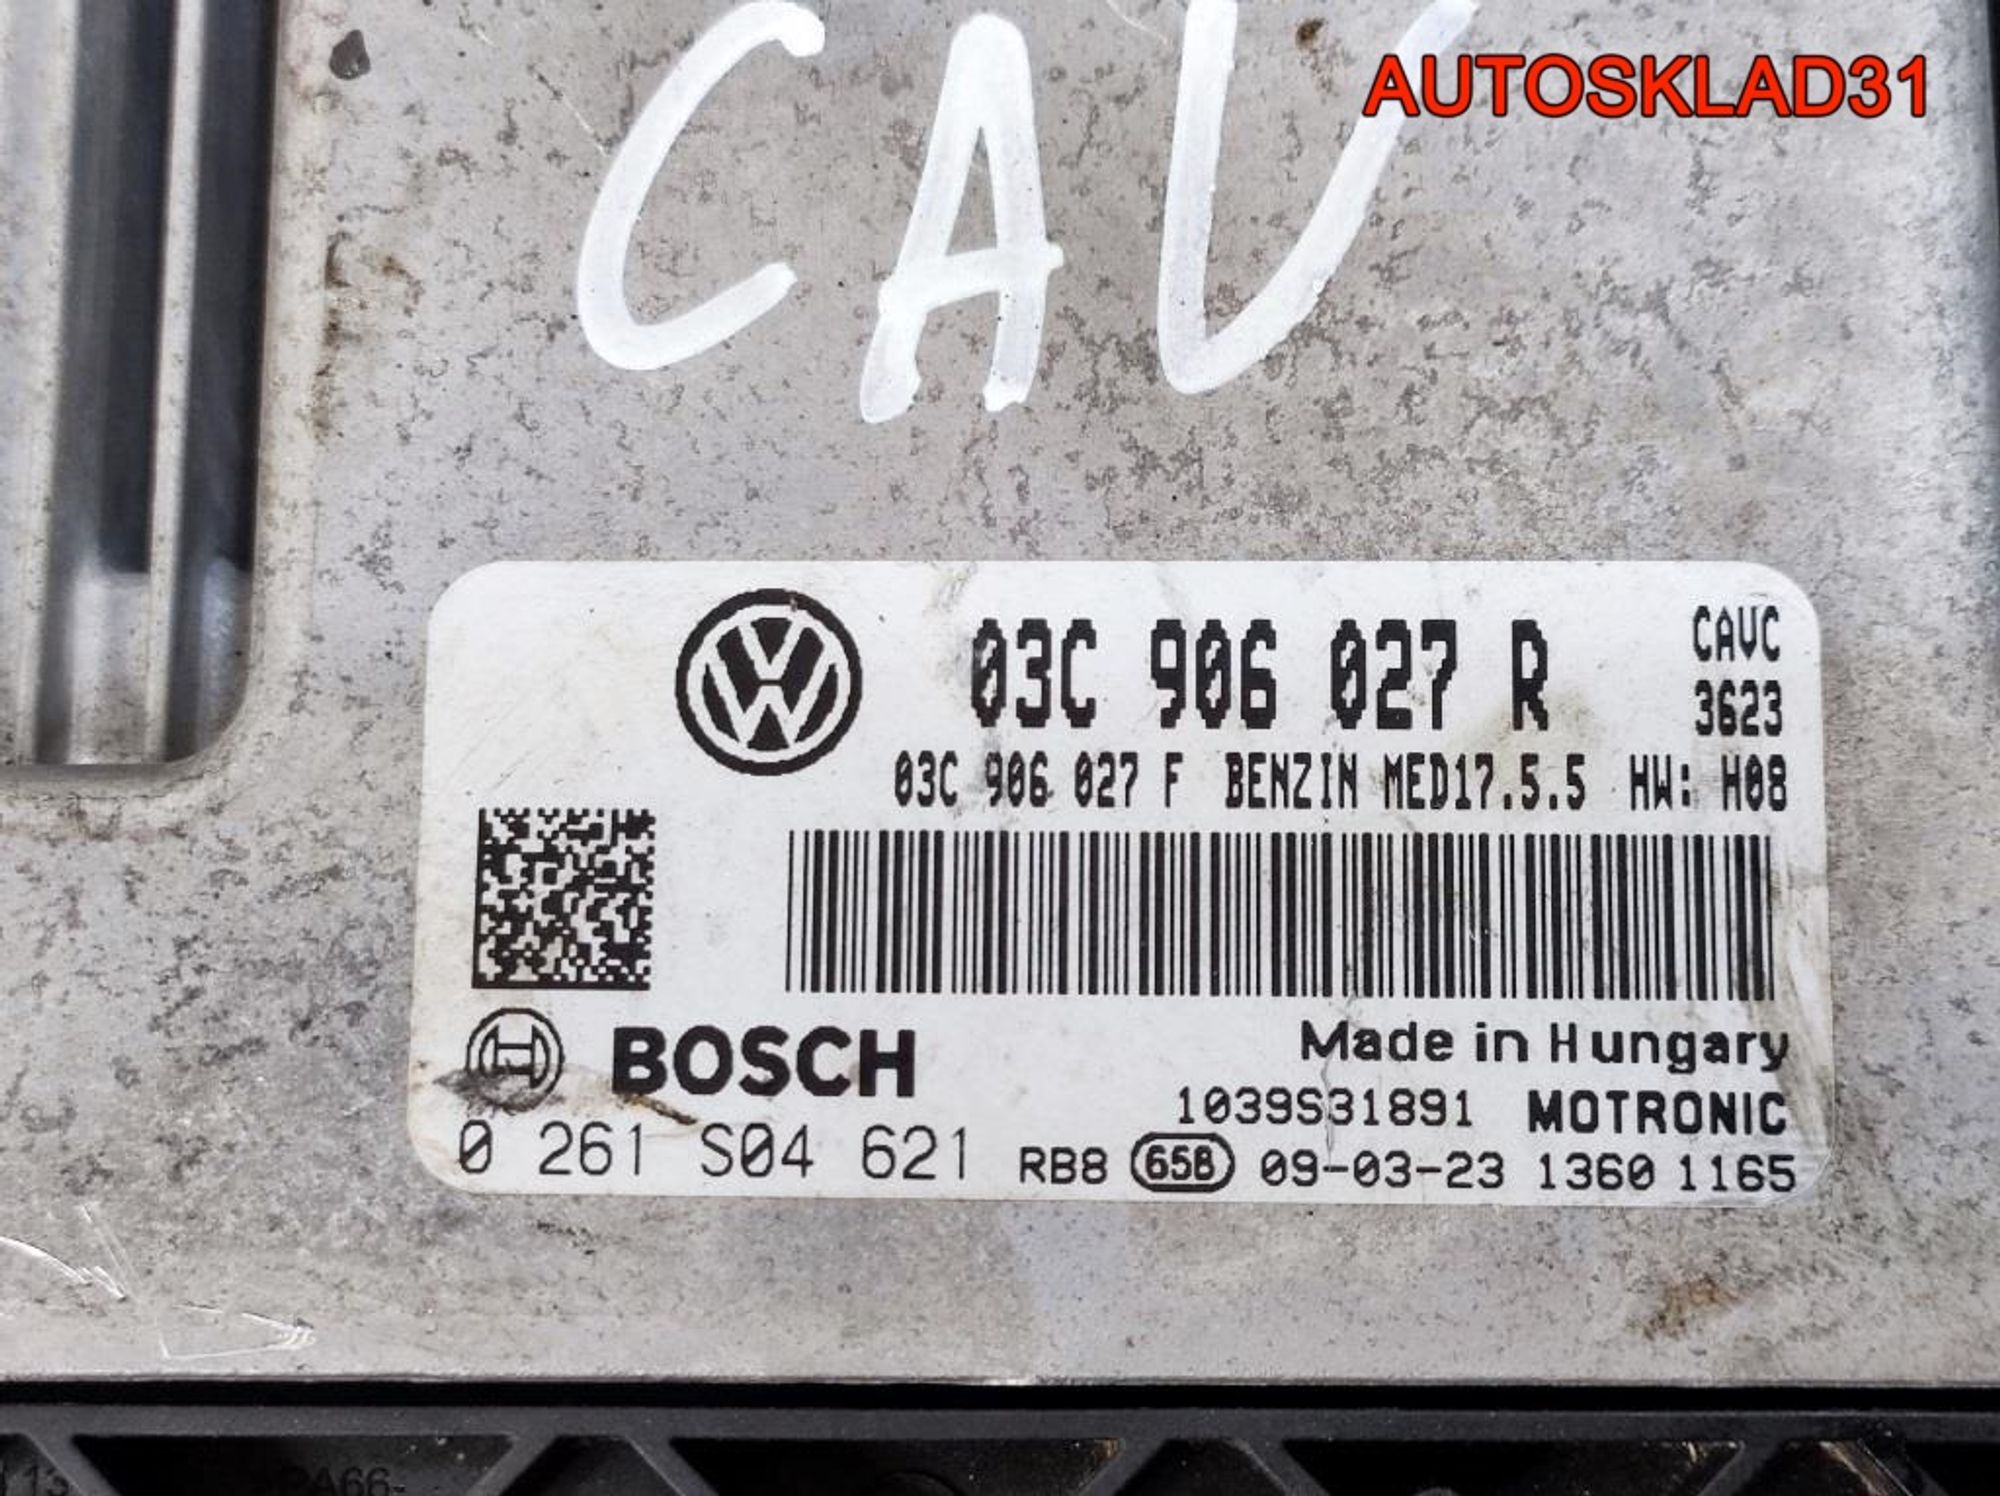 CAV
AUTOSKLAD31
03C 906 027 R
CAVC
3623
03C 906 027 F BENZIN MED17.5.5 HW: H08
BOSCH
Made in Hungary
1039S31891 MOTRONIC
0 261 S04 621 RB8 65B 09-03-23 1360 1165